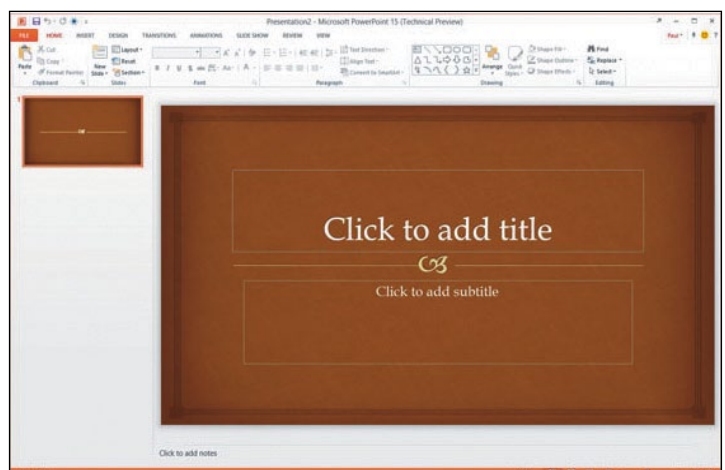 Presentation2 - Microsoft PowerPoint 15 (Technical Preview)
FILE HOME INSERT DESIGN TRANSITIONS ANIMATIONS SLIDE SHOW REVIEW VIEW Paul
Cut
Copy
Format Painter
Paste
Clipboard
New Slide
Layout
Reset
Section
Slides
Font
Text Direction
Align Text
Convert to SmartArt
Paragraph
Arrange
Quick Styles
Shape Fill
Shape Outline
Shape Effects
Drawing
Find
Replace
Select
Editing
1
Click to add title
Click to add subtitle
Click to add notes